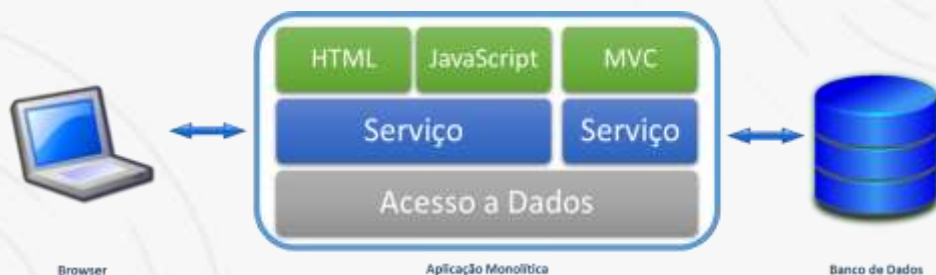 HTML JavaScript MVC
Serviço Serviço
Acesso a Dados
Browser Aplicação Monolítica Banco de Dados